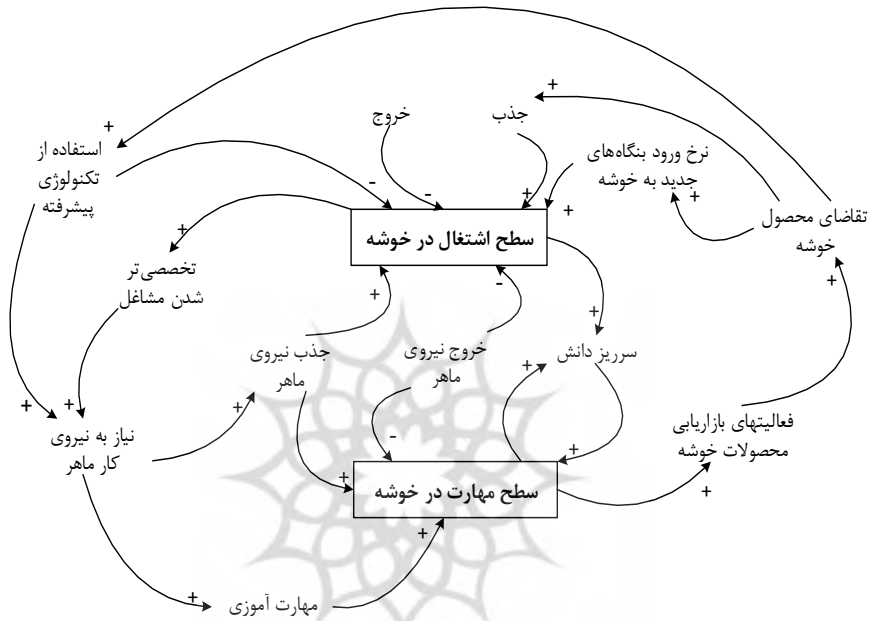 استفاده از
تکنولوژی
پیشرفته
خروج
جذب
نرخ ورود بنگاه‌های
جدید به خوشه
تقاضای محصول
خوشه
سطح اشتغال در خوشه
تخصصی‌تر
شدن مشاغل
جذب نیروی
ماهر
خروج نیروی
ماهر
سرریز دانش
نیاز به نیروی
کار ماهر
فعالیتهای بازاریابی
محصولات خوشه
سطح مهارت در خوشه
مهارت آموزی
+
+
+
+
+
-
-
+
+
+
+
-
+
+
+
+
+
+
-
+
+
+
+
+